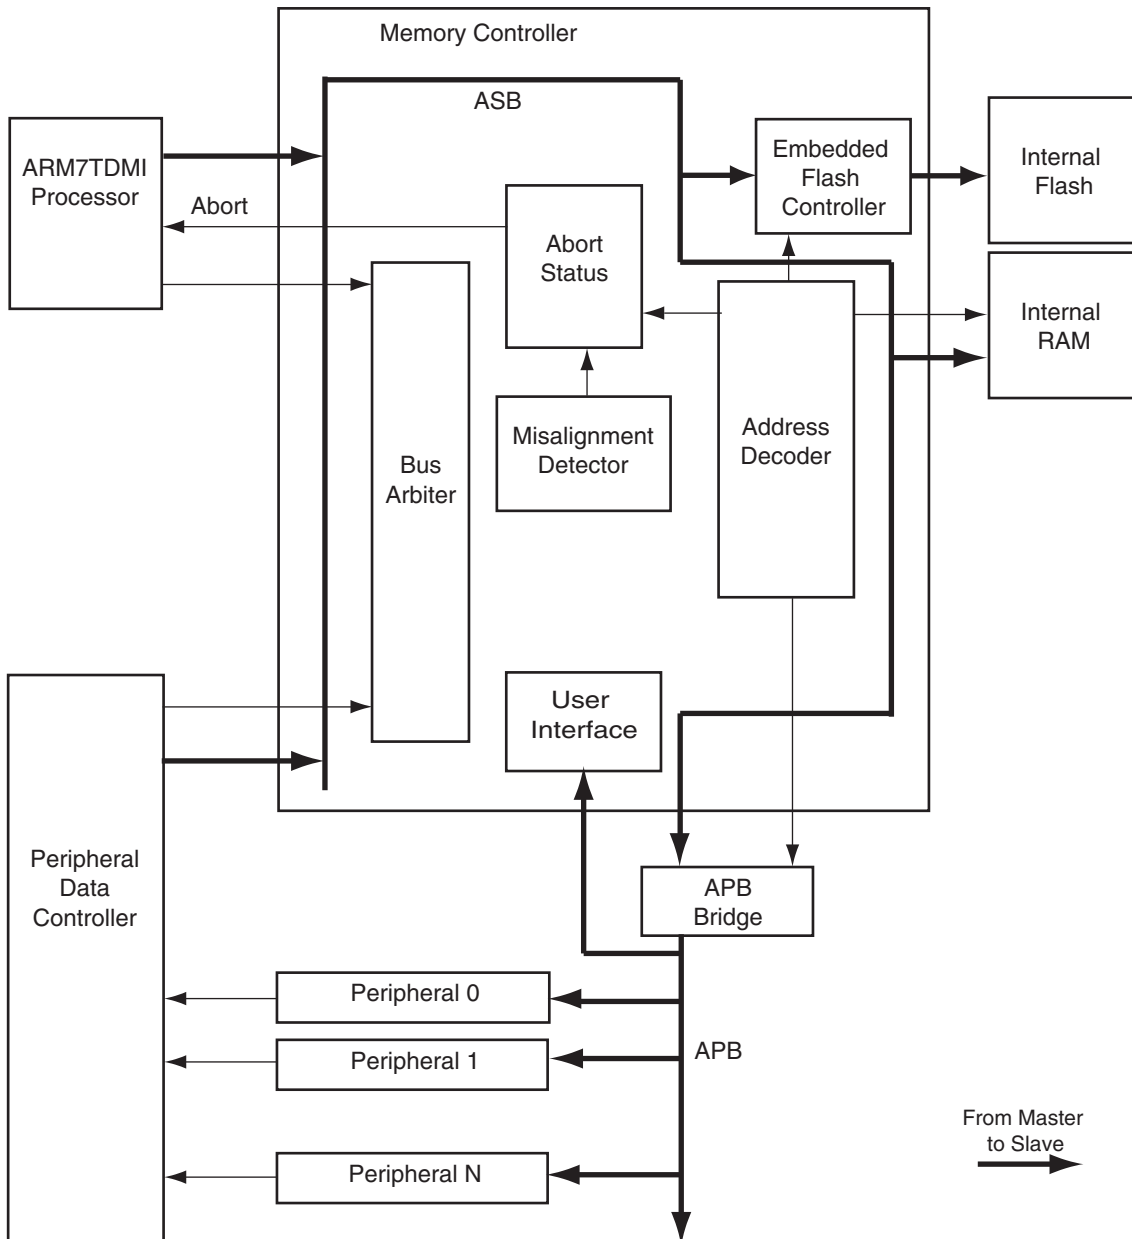 Memory Controller
ASB
ARM7TDMI
Processor
Abort
Embedded
Flash
Controller
Internal
Flash
Abort
Status
Internal
RAM
Misalignment
Detector
Address
Decoder
Bus
Arbiter
User
Interface
Peripheral
Data
Controller
APB
Bridge
Peripheral 0
Peripheral 1
APB
Peripheral N
From Master
to Slave